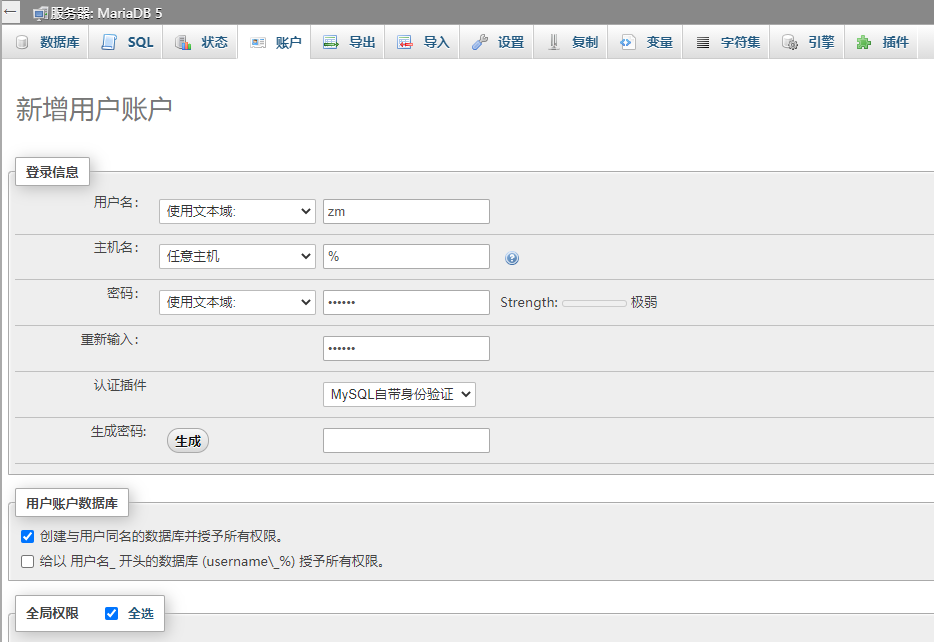 服务器: MariaDB 5
数据库 SQL 状态 账户 导出 导入 设置 复制 变量 字符集 引擎 插件
新增用户账户
登录信息
用户名： 使用文本域: zm
主机名： 任意主机 %
密码： 使用文本域: •••••• Strength: 极弱
重新输入： ••••••
认证插件 MySQL自带身份验证
生成密码: 生成
用户账户数据库
创建与用户同名的数据库并授予所有权限。
给以 用户名_ 开头的数据库 (username\_%) 授予所有权限。
全局权限 全选